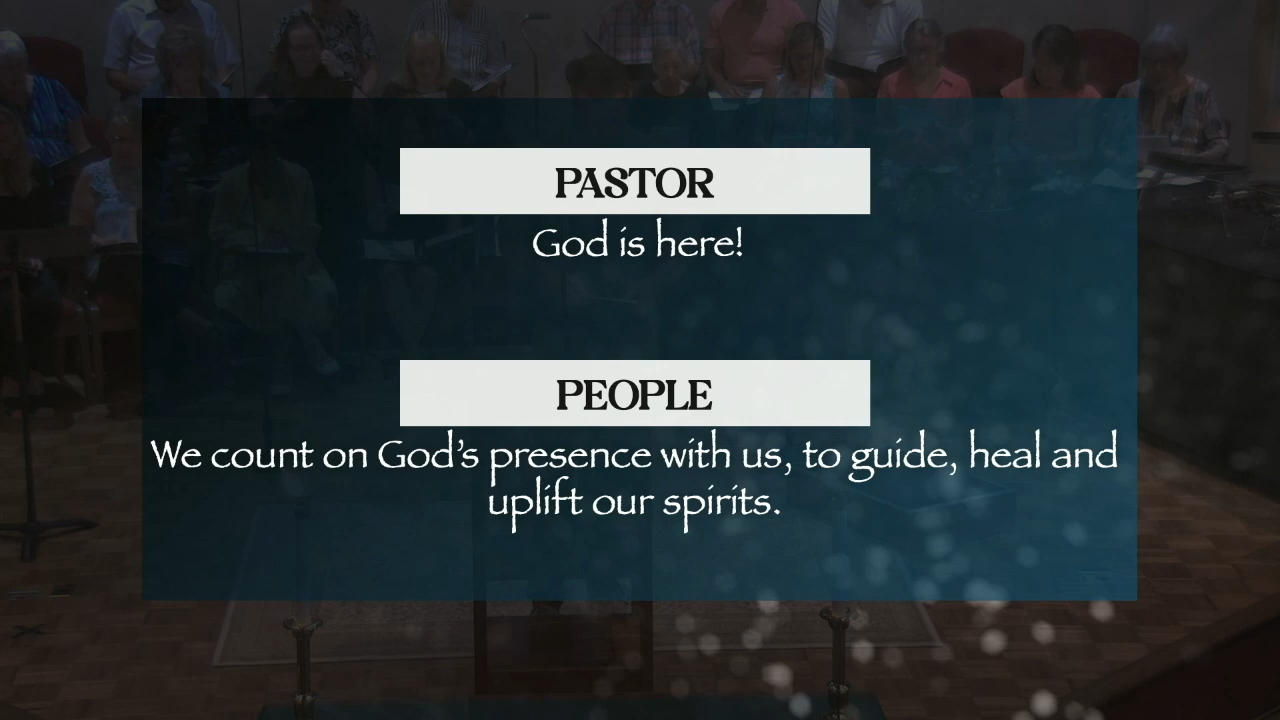 PASTOR
God is here!
PEOPLE
We count on God's presence with us, to guide, heal and
uplift our spirits.